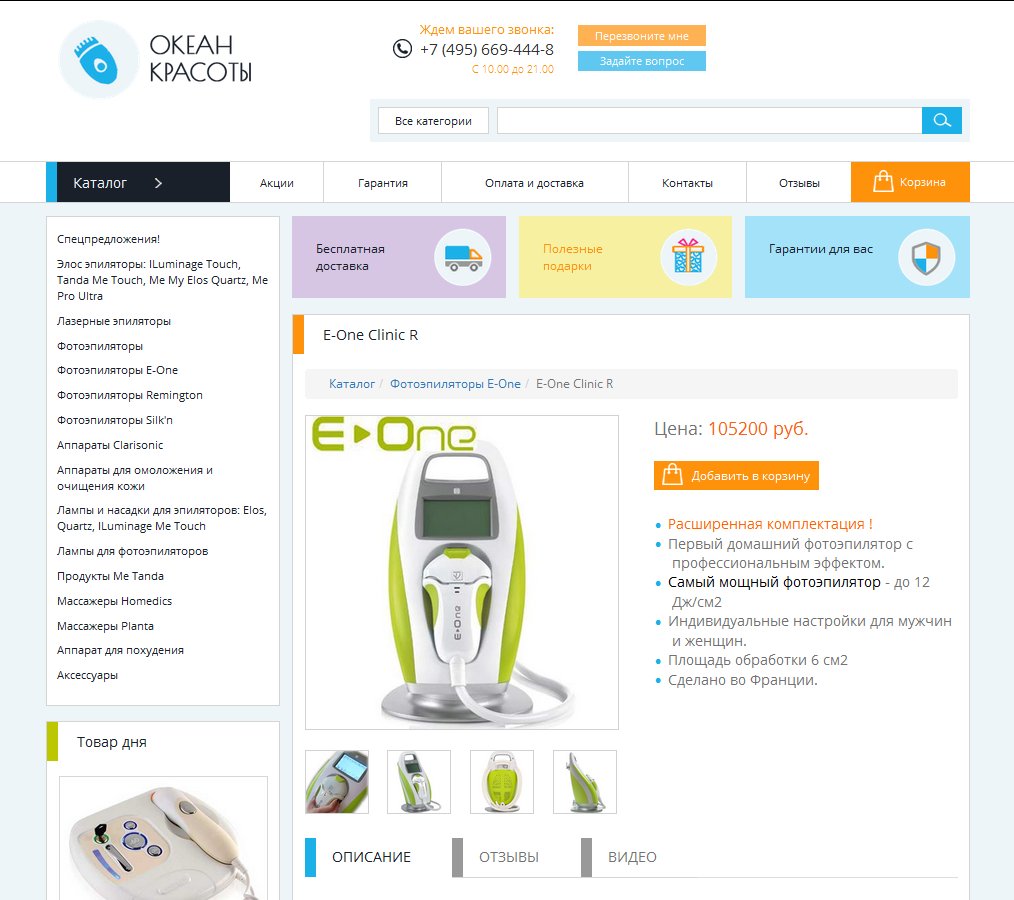 ОКЕАН
КРАСОТЫ
Ждем вашего звонка:
+7 (495) 669-444-8
С 10.00 до 21.00
Перезвоните мне
Задайте вопрос
Все категории
Каталог
Акции
Гарантия
Оплата и доставка
Контакты
Отзывы
Корзина
Спецпредложения!
Элос эпиляторы: ILuminage Touch,
Tanda Me Touch, Me My Elos Quartz, Me
Pro Ultra
Лазерные эпиляторы
Фотоэпиляторы
Фотоэпиляторы E-One
Фотоэпиляторы Remington
Фотоэпиляторы Silk'n
Аппараты Clarisonic
Аппараты для омоложения и
очищения кожи
Лампы и насадки для эпиляторов: Elos,
Quartz, ILuminage Me Touch
Лампы для фотоэпиляторов
Продукты Me Tanda
Массажеры Homedics
Массажеры Planta
Аппарат для похудения
Аксессуары
Товар дня
Бесплатная
доставка
Полезные
подарки
Гарантии для вас
E-One Clinic R
Каталог / Фотоэпиляторы E-One / E-One Clinic R
E-One
E-One
Цена: 105200 руб.
Добавить в корзину
Расширенная комплектация !
Первый домашний фотоэпилятор с
профессиональным эффектом.
Самый мощный фотоэпилятор - до 12
Дж/см2
Индивидуальные настройки для мужчин
и женщин.
Площадь обработки 6 см2
Сделано во Франции.
ОПИСАНИЕ
ОТЗЫВЫ
ВИДЕО